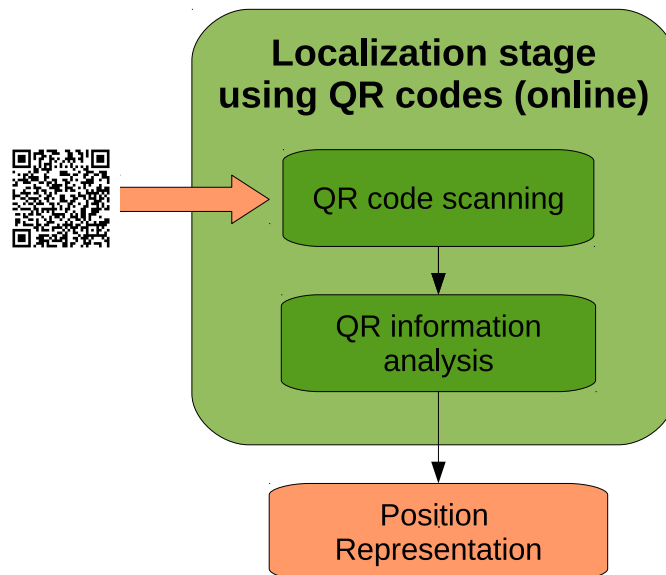 Localization stage
using QR codes (online)
QR code scanning
QR information
analysis
Position
Representation